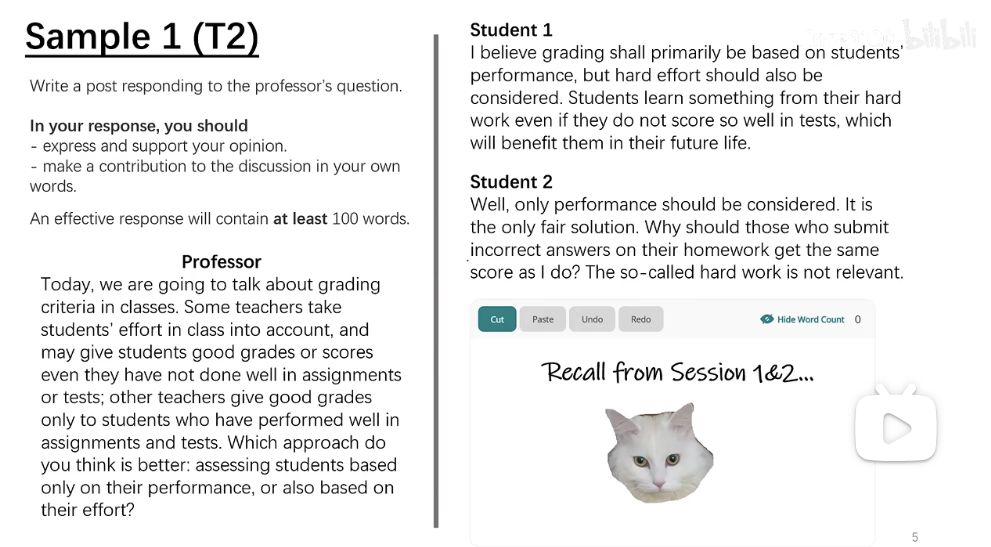 Sample 1 (T2)
Write a post responding to the professor's question.
In your response, you should
- express and support your opinion.
- make a contribution to the discussion in your own
words.
An effective response will contain at least 100 words.
Professor
Today, we are going to talk about grading
criteria in classes. Some teachers take
students' effort in class into account, and
may give students good grades or scores
even they have not done well in assignments
or tests; other teachers give good grades
only to students who have performed well in
assignments and tests. Which approach do
you think is better: assessing students based
only on their performance, or also based on
their effort?
Student 1
I believe grading shall primarily be based on students'
performance, but hard effort should also be
considered. Students learn something from their hard
work even if they do not score so well in tests, which
will benefit them in their future life.
Student 2
Well, only performance should be considered. It is
the only fair solution. Why should those who submit
incorrect answers on their homework get the same
score as I do? The so-called hard work is not relevant.
Cut Paste Undo Redo Hide Word Count 0
Recall from Session 1&2...
5
bilibili